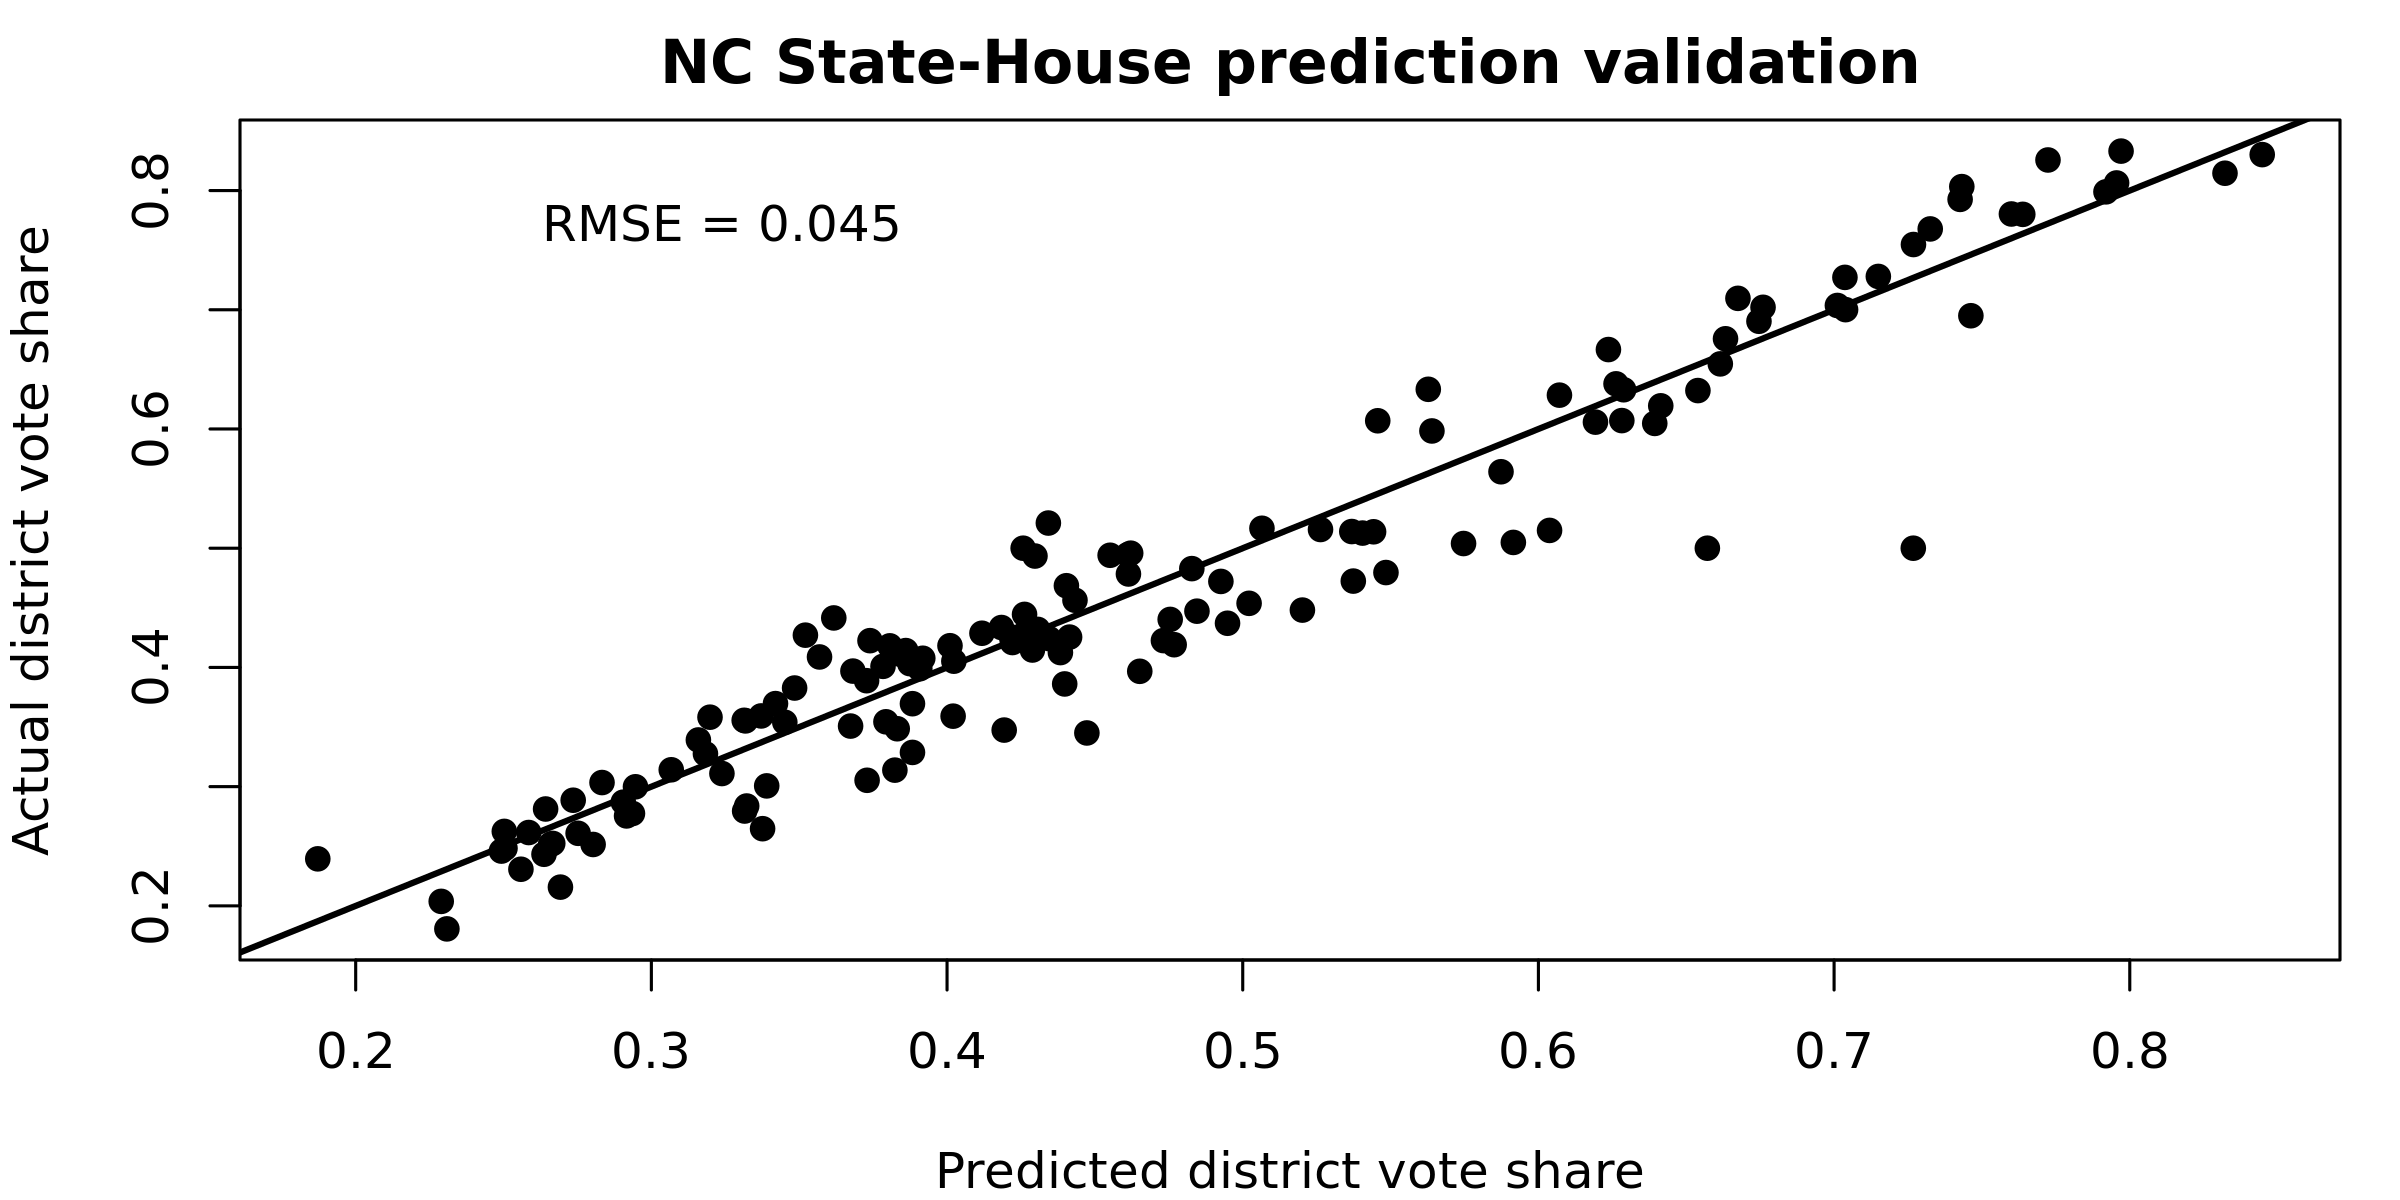 NC State-House prediction validation
RMSE = 0.045
Actual district vote share
0.8
0.6
0.4
0.2
0.2 0.3 0.4 0.5 0.6 0.7 0.8
Predicted district vote share